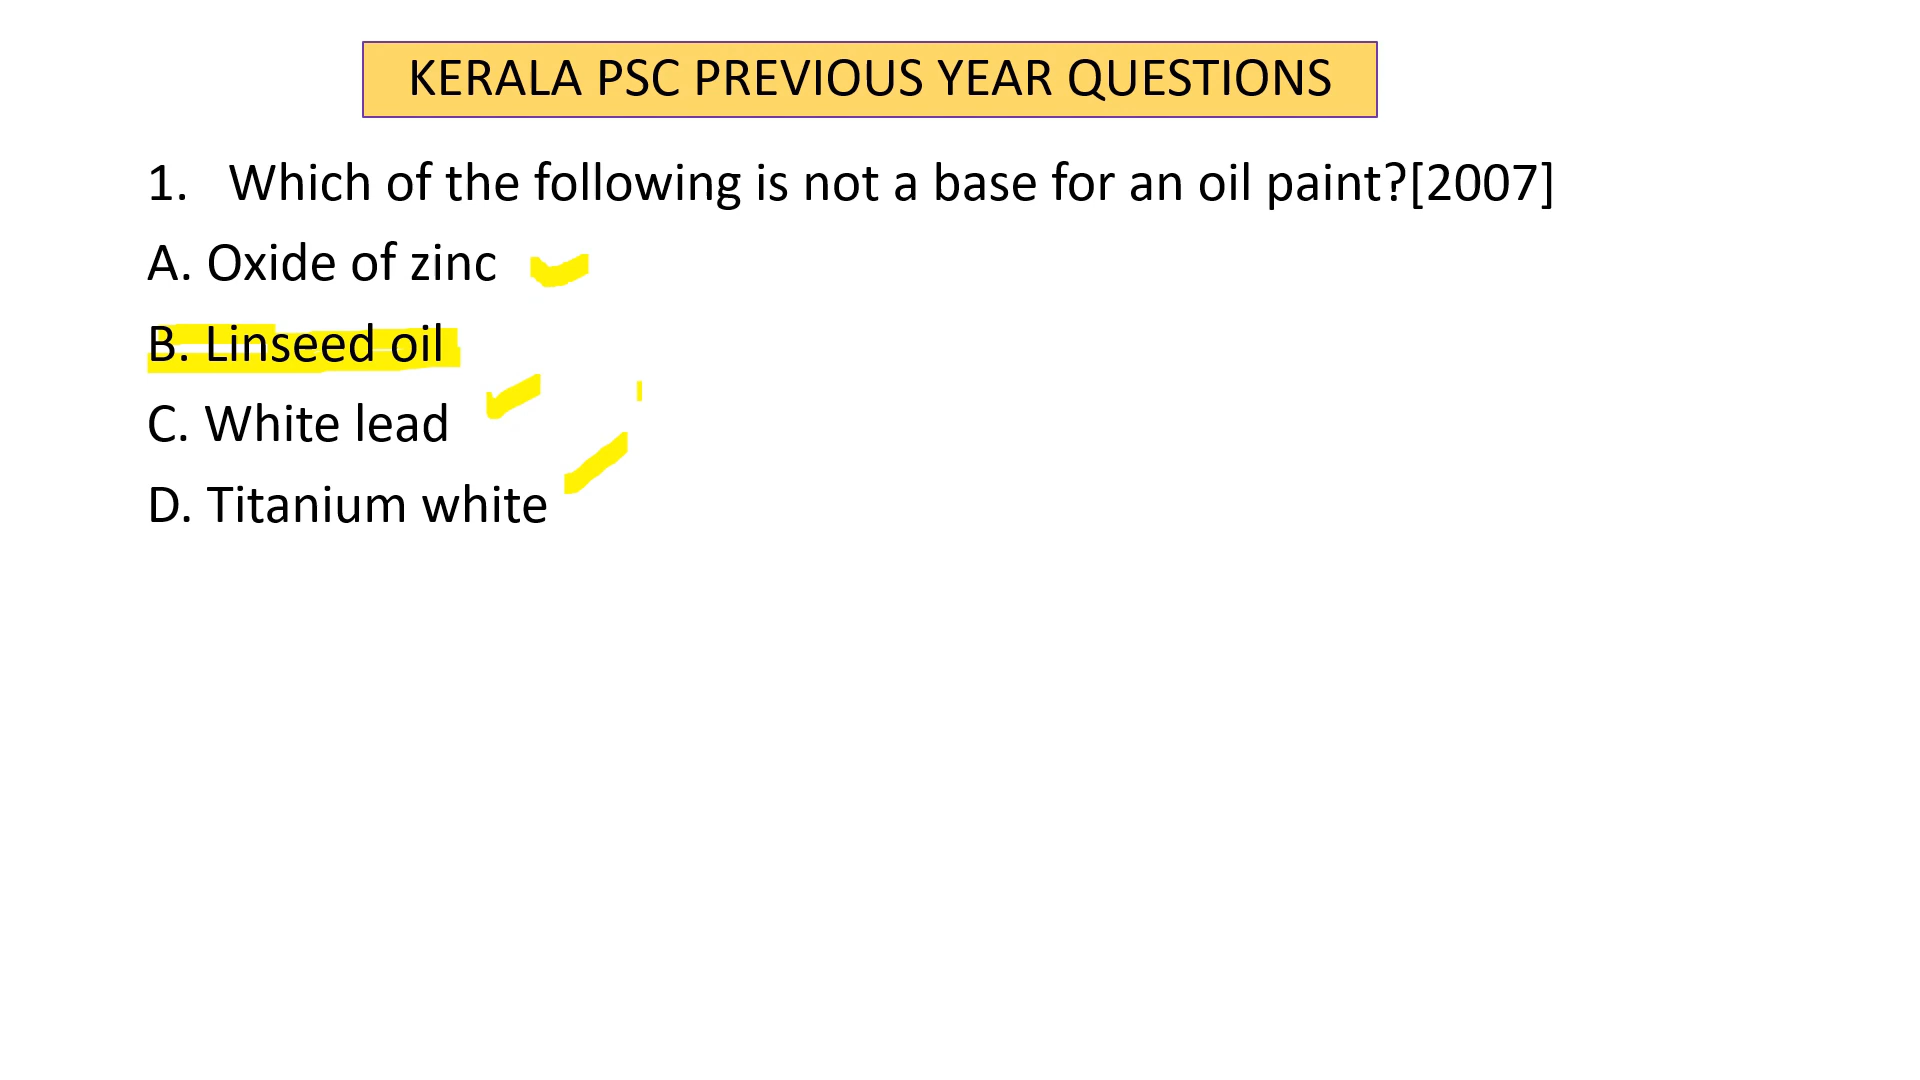 KERALA PSC PREVIOUS YEAR QUESTIONS
1. Which of the following is not a base for an oil paint?[2007]
A. Oxide of zinc
B. Linseed oil
C. White lead
D. Titanium white